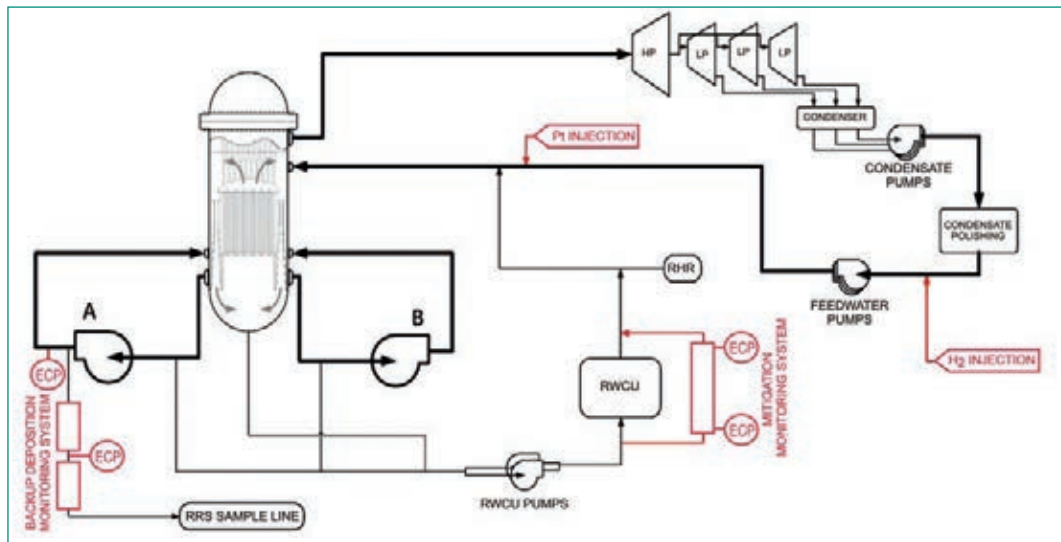 HP
LP
LP
LP
CONDENSER
CONDENSATE
PUMPS
CONDENSATE
POLISHING
Pt INJECTION
RHR
FEEDWATER
PUMPS
H2 INJECTION
A
B
ECP
ECP
BACKUP DEPOSITION
MONITORING SYSTEM
RWCU
ECP
ECP
MITIGATION
MONITORING SYSTEM
RWCU PUMPS
RRS SAMPLE LINE